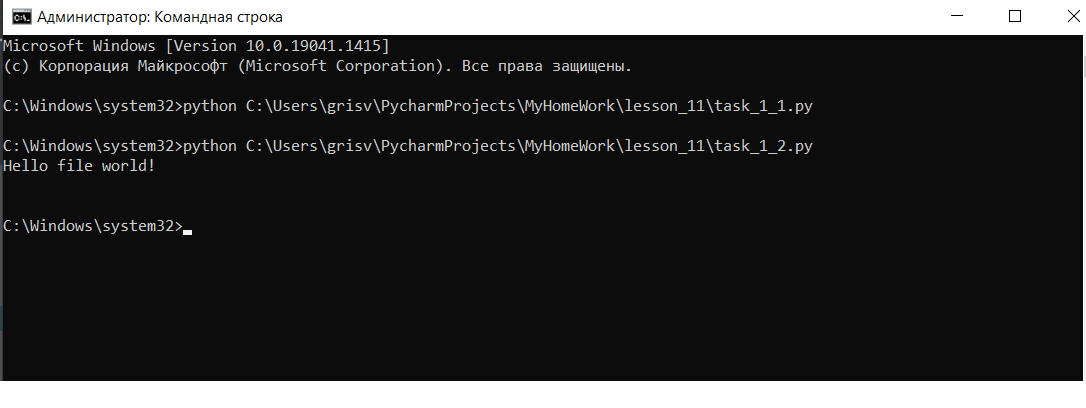 Администратор: Командная строка
Microsoft Windows [Version 10.0.19041.1415]
(c) Корпорация Майкрософт (Microsoft Corporation). Все права защищены.
C:\Windows\system32>python C:\Users\grisv\PycharmProjects\MyHomeWork\lesson_11\task_1_1.py
C:\Windows\system32>python C:\Users\grisv\PycharmProjects\MyHomeWork\lesson_11\task_1_2.py
Hello file world!
C:\Windows\system32>